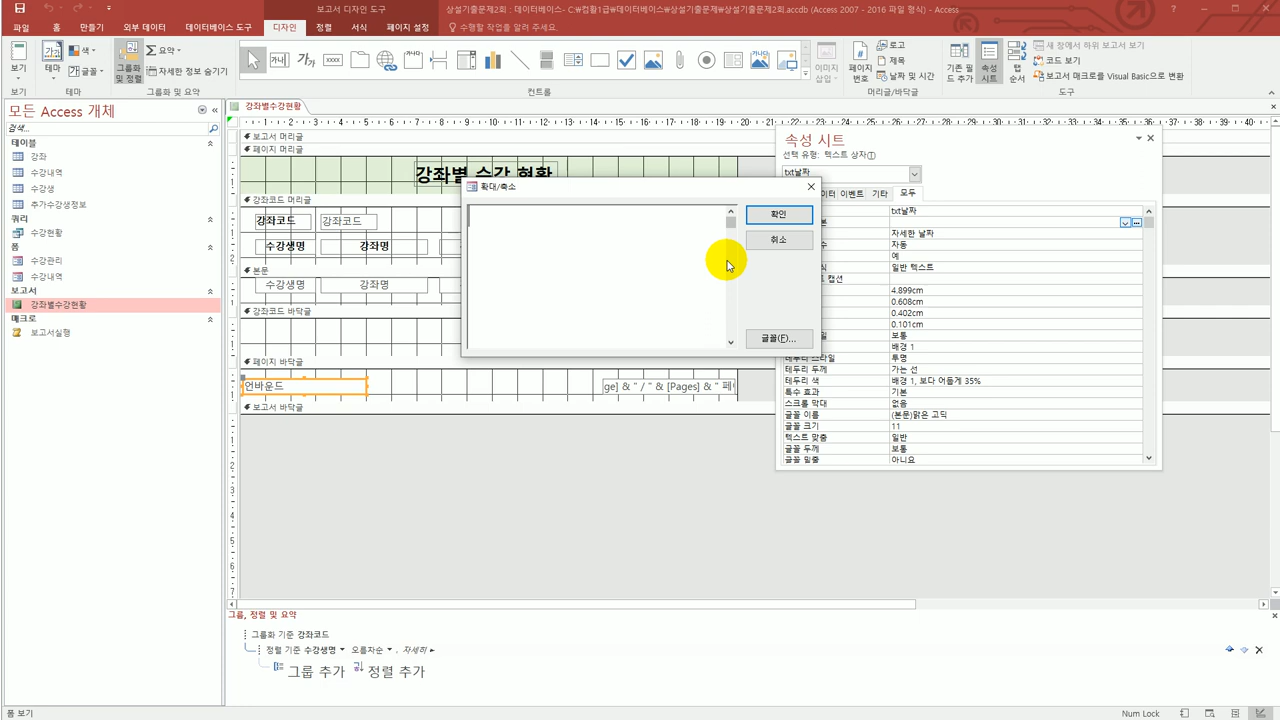 보고서 디자인 도구
상설기출문제2회 : 데이터베이스- C:₩컴활1급₩데이터베이스₩상설기출문제₩상설기출문제2회.accdb (Access 2007 - 2016 파일 형식) - Access
파일 홈 만들기 외부 데이터 데이터베이스 도구 디자인 정렬 서식 페이지 설정 수행할 작업을 알려 주세요.
보기
테마
색
글꼴
그룹화 및 정렬
요약
자세한 정보 숨기기
이미지 삽입
페이지 번호
로고
제목
날짜 및 시간
기존 필드 추가
속성 시트
탭 순서
새 창에서 하위 보고서 보기
코드 보기
보고서 매크로를 Visual Basic으로 변환
보기 테마 그룹화 및 요약 컨트롤 머리글/바닥글 도구
모든 Access 개체
검색...
테이블
강좌
수강내역
수강생
추가수강생정보
쿼리
수강현황
폼
수강관리
수강내역
보고서
강좌별수강현황
매크로
보고서실행
강좌별수강현황
보고서 머리글
페이지 머리글
강좌별 수강 현황
강좌코드 머리글
강좌코드 강좌코드
수강생명 강좌명
본문
수강생명 강좌명
강좌코드 바닥글
페이지 바닥글
언바운드 ge] & " / " & [Pages] & " 페
보고서 바닥글
확대/축소
확인
취소
글꼴(F)...
속성 시트
선택 유형: 텍스트 상자(T)
txt날짜
이터 이벤트 기타 모두
txt날짜
본
자세한 날짜
수 자동
예
식 일반 텍스트
트 캡션
4.899cm
0.608cm
0.402cm
0.101cm
보통
배경 1
테두리 스타일 투명
테두리 두께 가는 선
테두리 색 배경 1, 보다 어둡게 35%
특수 효과 기본
스크롤 막대 없음
글꼴 이름 (본문)맑은 고딕
글꼴 크기 11
텍스트 맞춤 일반
글꼴 두께 보통
글꼴 밑줄 아니요
그룹, 정렬 및 요약
그룹화 기준 강좌코드
정렬 기준 수강생명 오름차순 , 자세히
그룹 추가 정렬 추가
폼 보기
Num Lock